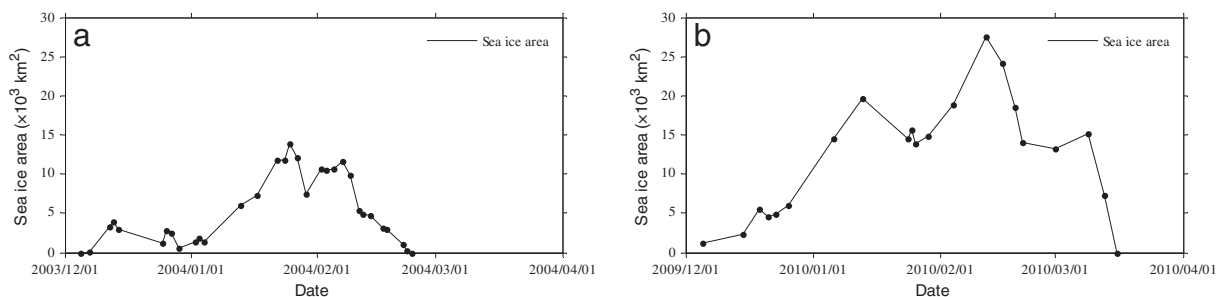 a
Sea ice area
Sea ice area (×10³ km²)
30
25
20
15
10
5
0
2003/12/01 2004/01/01 2004/02/01 2004/03/01 2004/04/01
Date
b
Sea ice area
Sea ice area (×10³ km²)
30
25
20
15
10
5
0
2009/12/01 2010/01/01 2010/02/01 2010/03/01 2010/04/01
Date